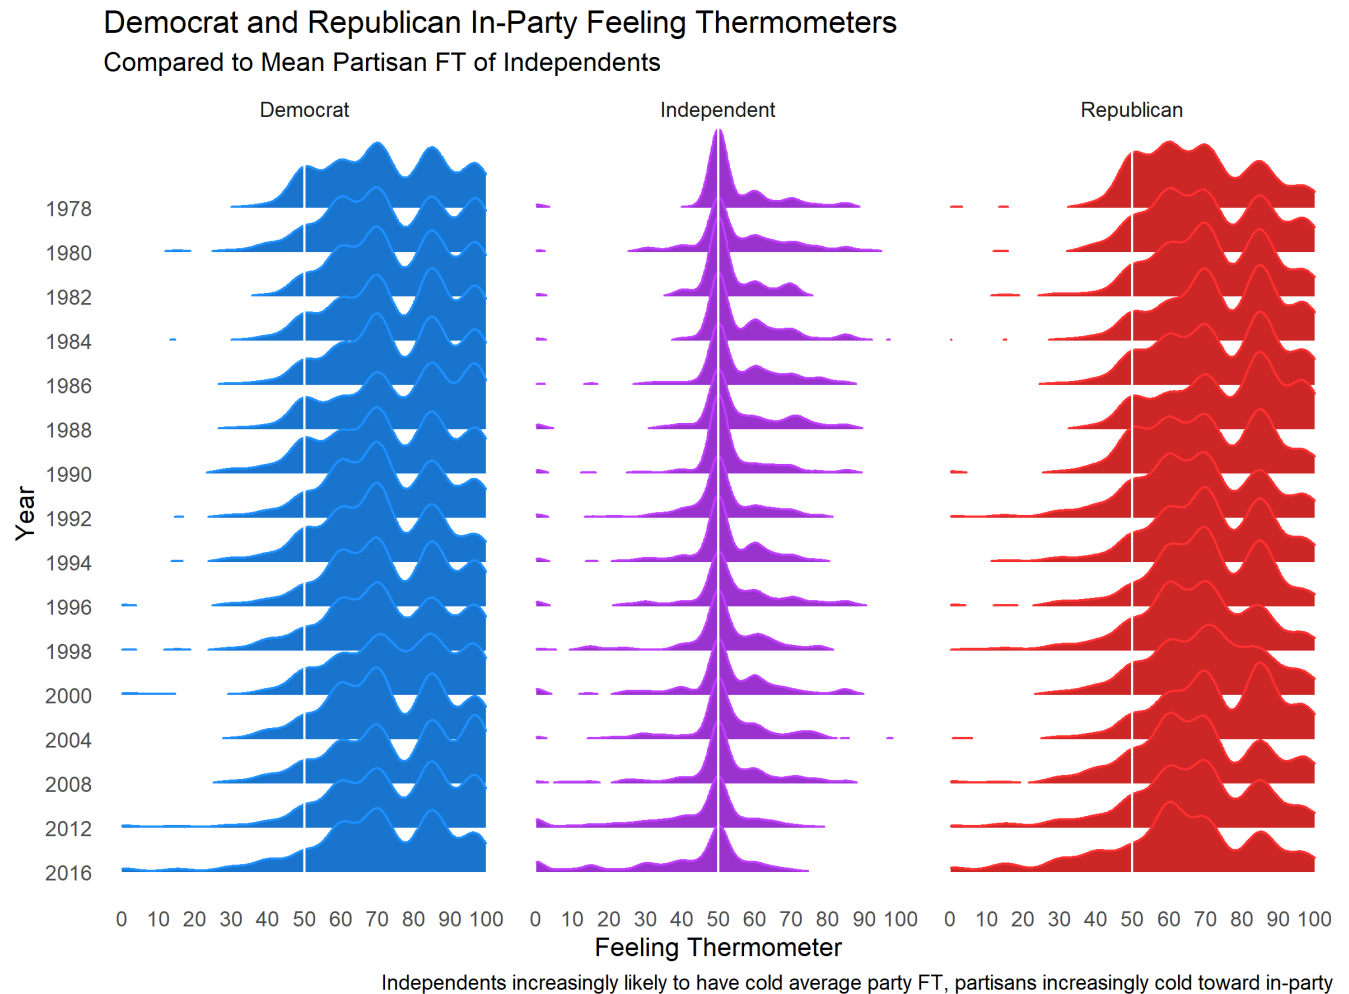 Democrat and Republican In-Party Feeling Thermometers
Compared to Mean Partisan FT of Independents
Democrat Independent Republican
Year
1978
1980
1982
1984
1986
1988
1990
1992
1994
1996
1998
2000
2004
2008
2012
2016
0 10 20 30 40 50 60 70 80 90 100 0 10 20 30 40 50 60 70 80 90 100 0 10 20 30 40 50 60 70 80 90 100
Feeling Thermometer
Independents increasingly likely to have cold average party FT, partisans increasingly cold toward in-party